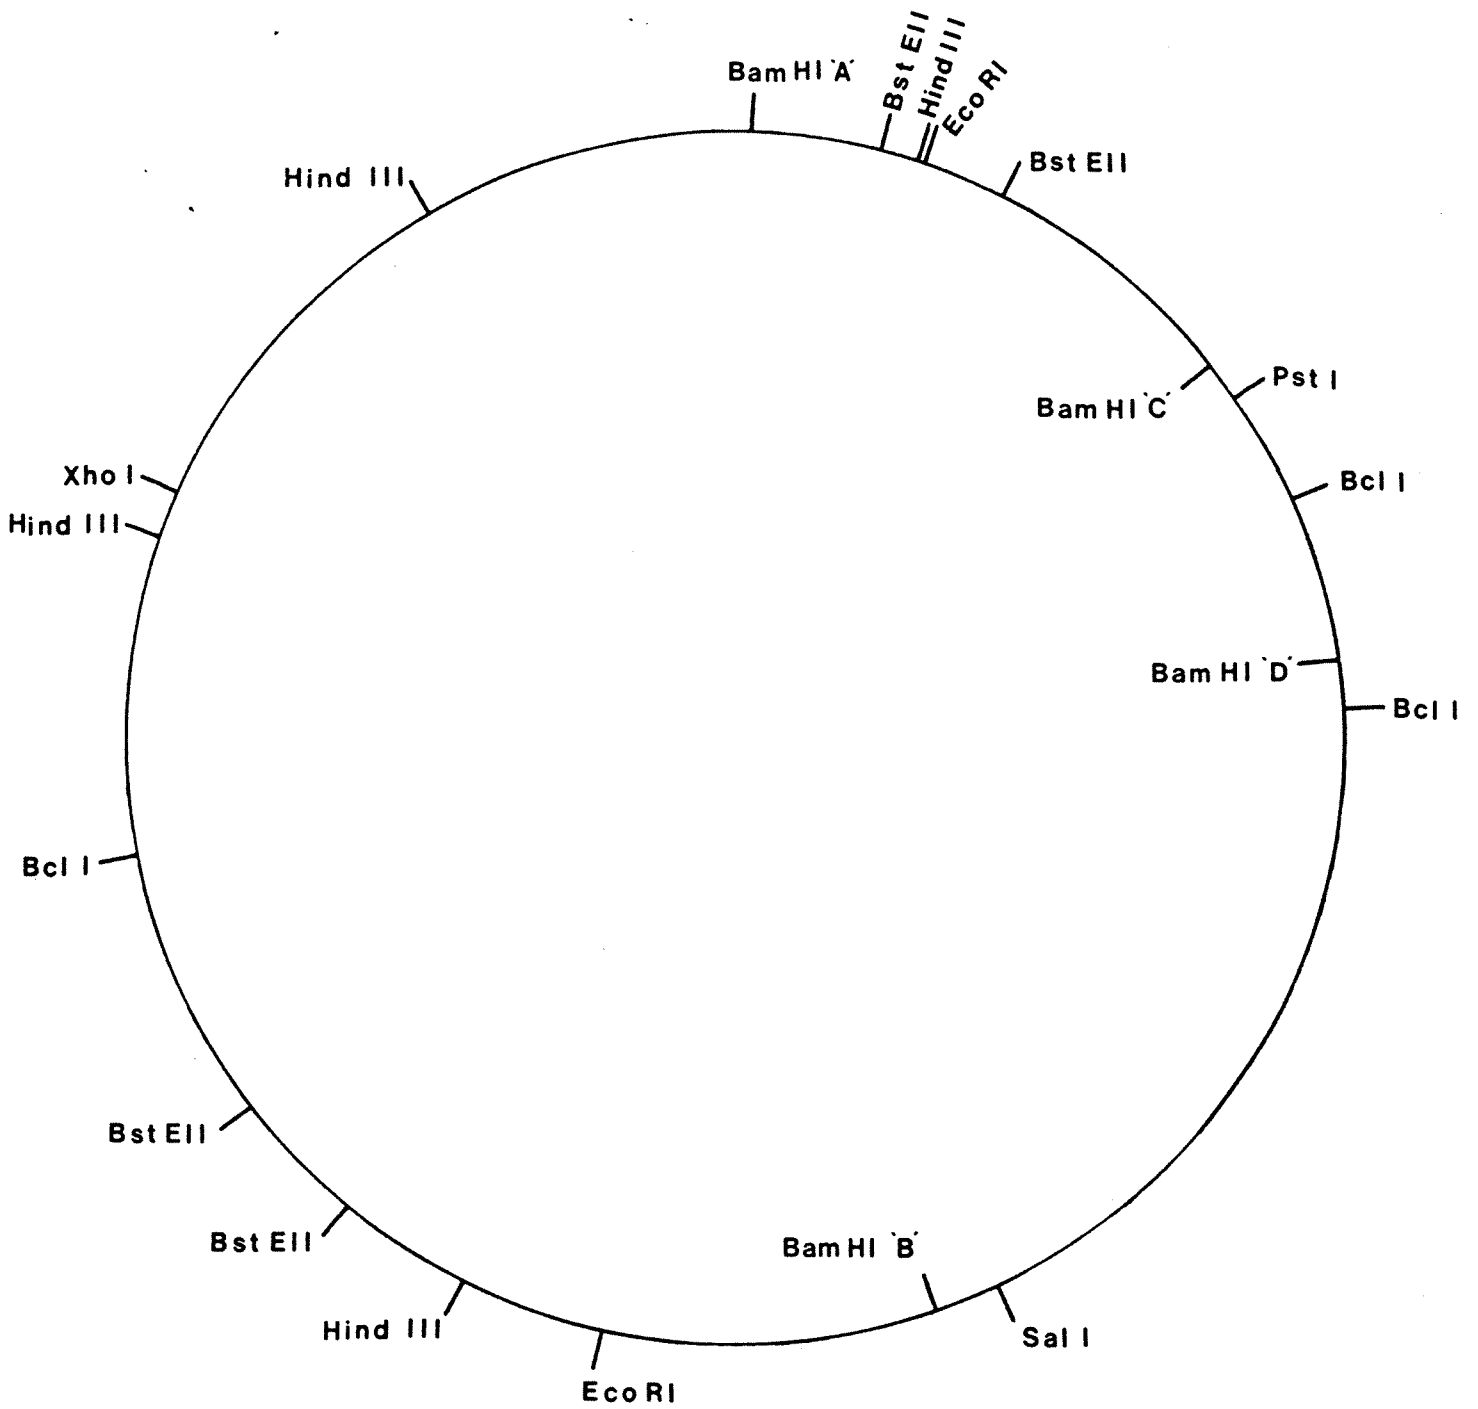 Bam HI `A´
Bst EII
Hind III
Eco RI
Bst EII
Hind III
Pst I
Bam HI `C´
Xho I
Bcl I
Hind III
Bam HI `D´
Bcl I
Bcl I
Bst EII
Bst EII
Bam HI `B´
Hind III
Sal I
Eco RI